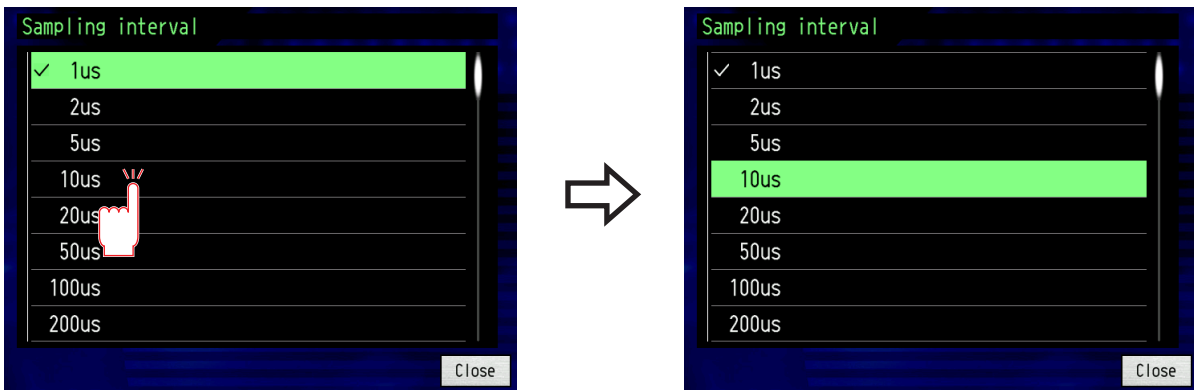 Sampling interval
✓ 1us
2us
5us
10us
20us
50us
100us
200us
Close
Sampling interval
✓ 1us
2us
5us
10us
20us
50us
100us
200us
Close